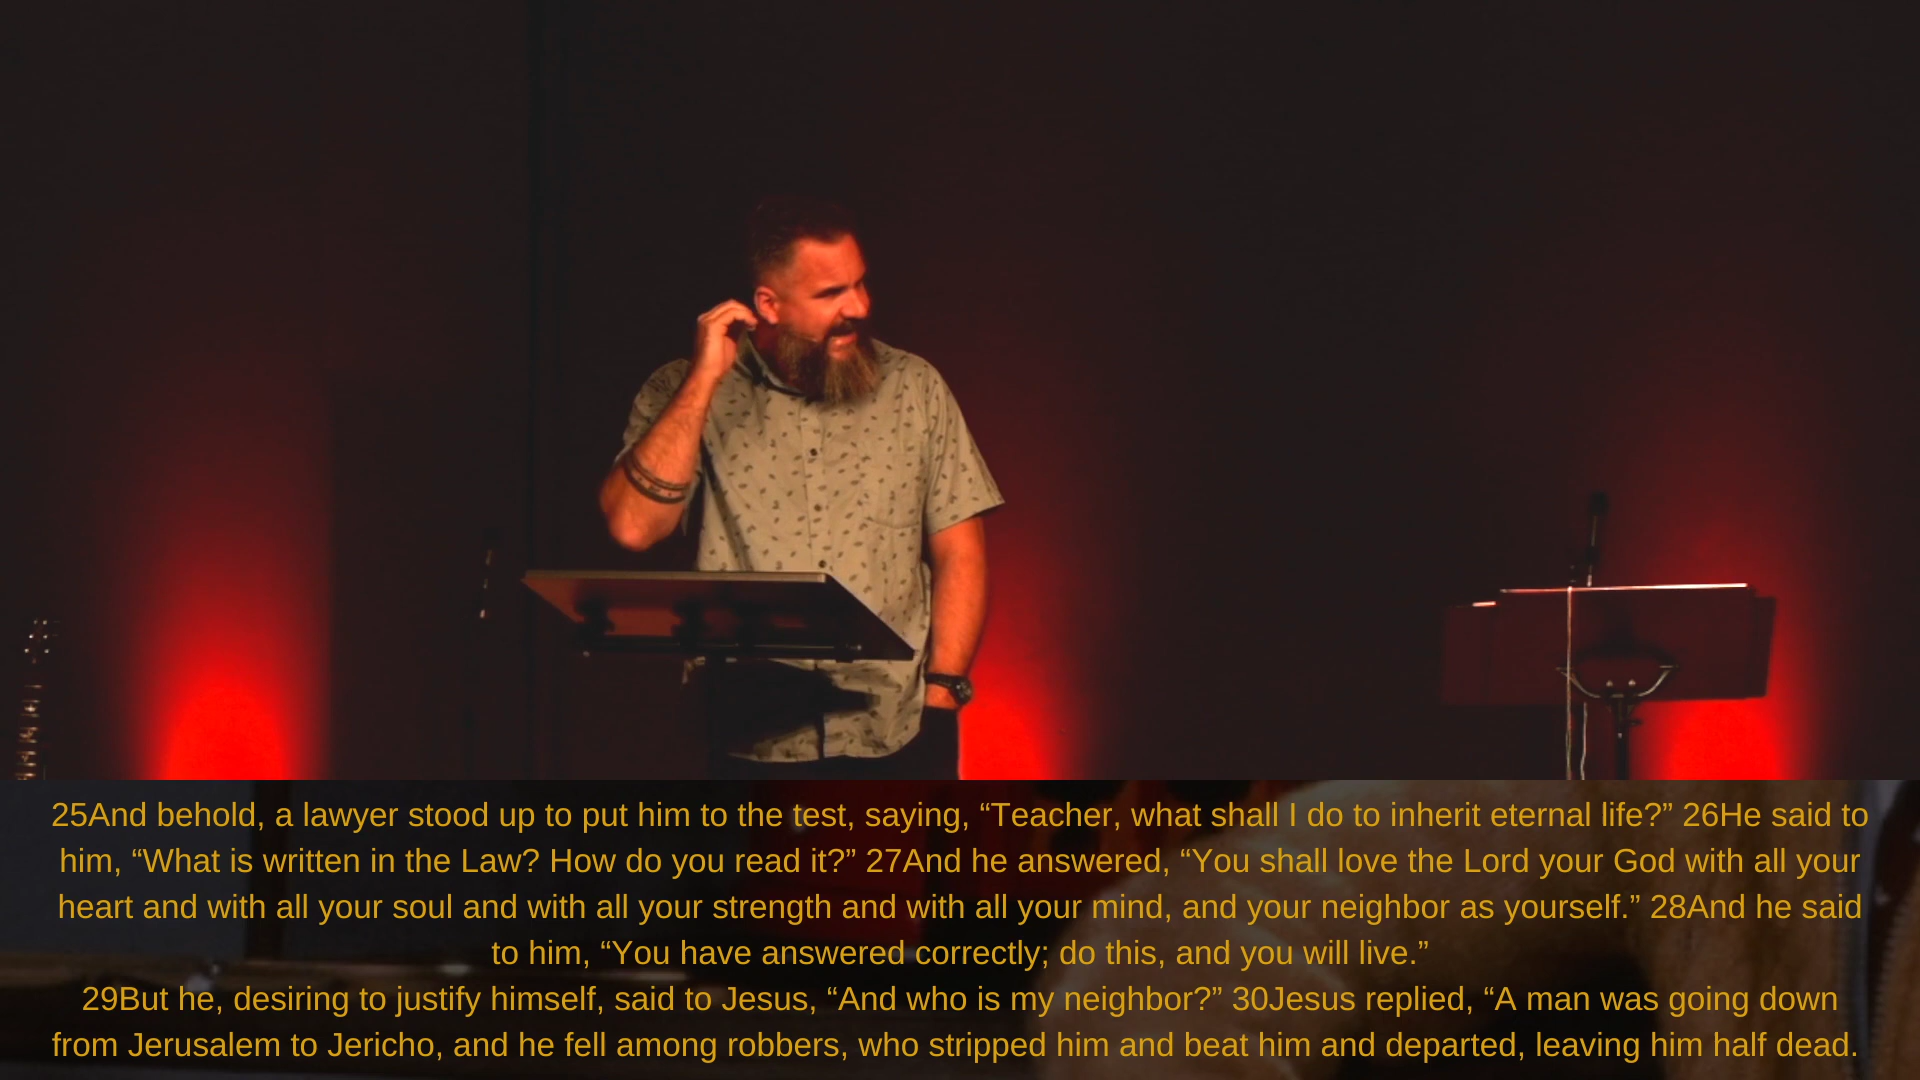 25And behold, a lawyer stood up to put him to the test, saying, “Teacher, what shall I do to inherit eternal life?” 26He said to
him, “What is written in the Law? How do you read it?” 27And he answered, “You shall love the Lord your God with all your
heart and with all your soul and with all your strength and with all your mind, and your neighbor as yourself.” 28And he said
to him, “You have answered correctly; do this, and you will live.”
29But he, desiring to justify himself, said to Jesus, “And who is my neighbor?” 30Jesus replied, “A man was going down
from Jerusalem to Jericho, and he fell among robbers, who stripped him and beat him and departed, leaving him half dead.